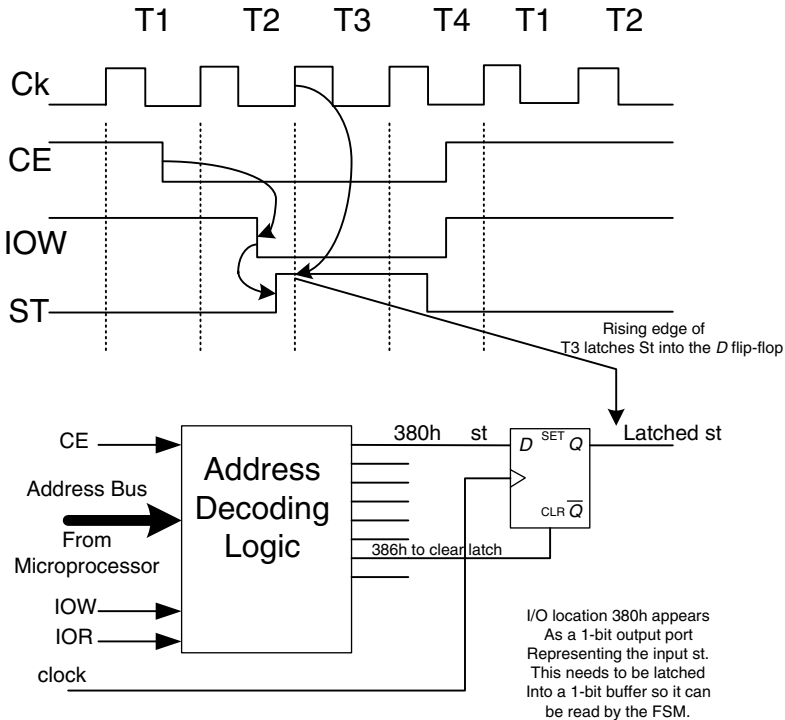 T1 T2 T3 T4 T1 T2
Ck
CE
IOW
ST
Rising edge of
T3 latches St into the D flip-flop
CE
Address Bus
From
Microprocessor
IOW
IOR
clock
Address
Decoding
Logic
380h st
386h to clear latch
D SET Q
CLR Q
Latched st
I/O location 380h appears
As a 1-bit output port
Representing the input st.
This needs to be latched
Into a 1-bit buffer so it can
be read by the FSM.